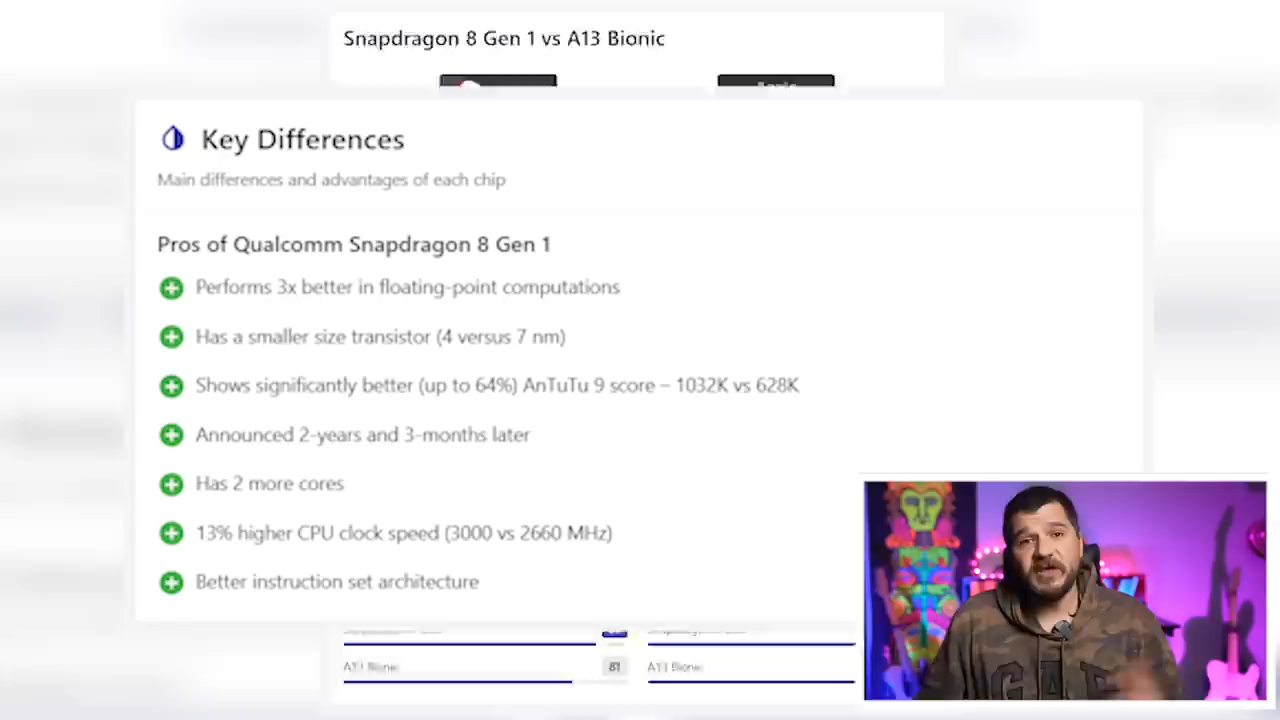 Snapdragon 8 Gen 1 vs A13 Bionic
Key Differences
Main differences and advantages of each chip
Pros of Qualcomm Snapdragon 8 Gen 1
Performs 3x better in floating-point computations
Has a smaller size transistor (4 versus 7 nm)
Shows significantly better (up to 64%) AnTuTu 9 score – 1032K vs 628K
Announced 2-years and 3-months later
Has 2 more cores
13% higher CPU clock speed (3000 vs 2660 MHz)
Better instruction set architecture
A13 Bionic 81 A13 Bionic
GAP